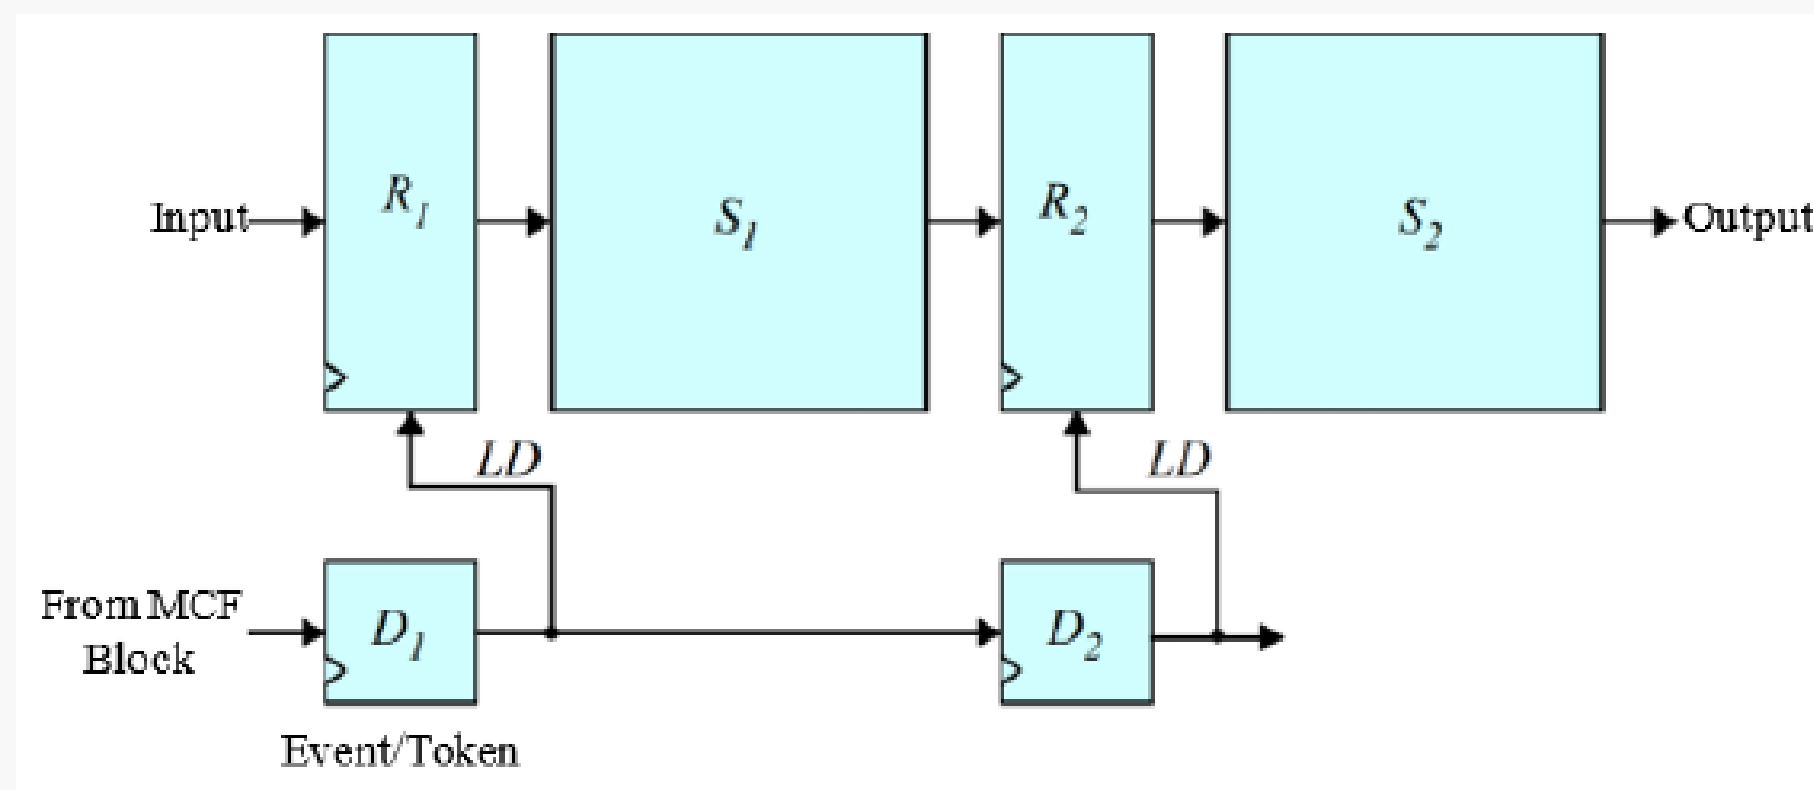 Input
R1
S1
R2
S2
Output
LD
LD
From MCF
Block
D1
D2
Event/Token